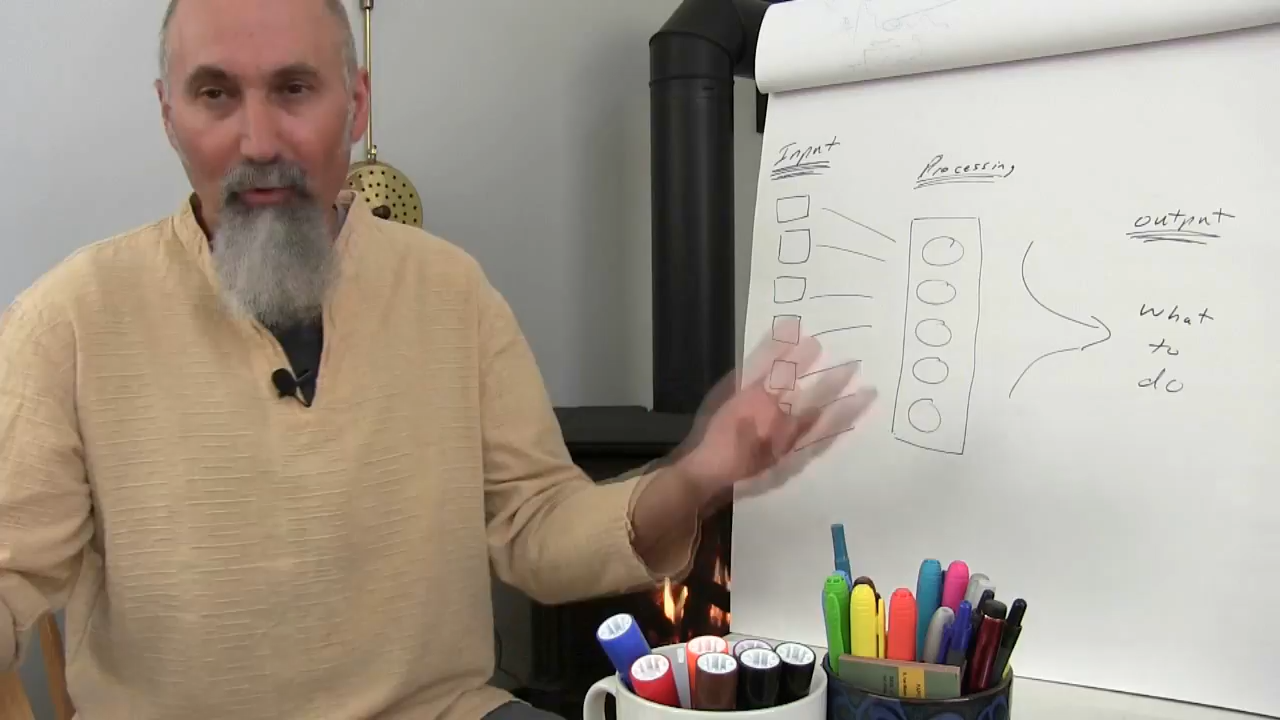 Input
Processing
output
what
to
do